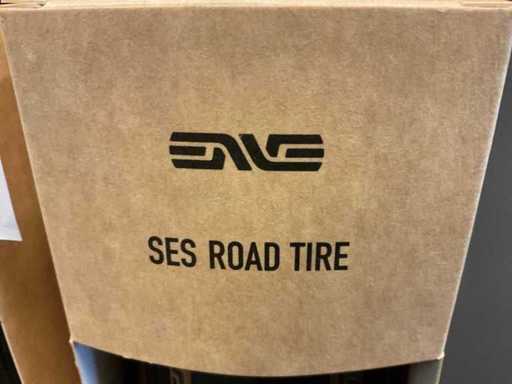 ENVE
SES ROAD TIRE